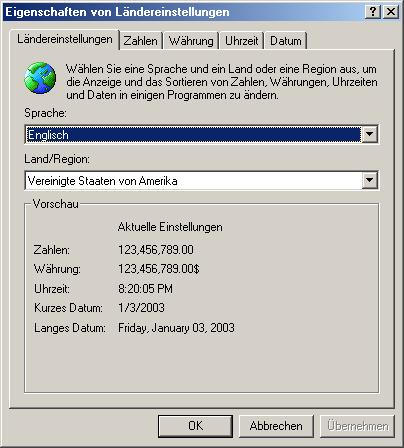 Eigenschaften von Ländereinstellungen
Ländereinstellungen Zahlen Währung Uhrzeit Datum
Wählen Sie eine Sprache und ein Land oder eine Region aus, um
die Anzeige und das Sortieren von Zahlen, Währungen, Uhrzeiten
und Daten in einigen Programmen zu ändern.
Sprache:
Englisch
Land/Region:
Vereinigte Staaten von Amerika
Vorschau
Aktuelle Einstellungen
Zahlen: 123,456,789.00
Währung: 123,456,789.00$
Uhrzeit: 8:20:05 PM
Kurzes Datum: 1/3/2003
Langes Datum: Friday, January 03, 2003
OK Abbrechen Übernehmen